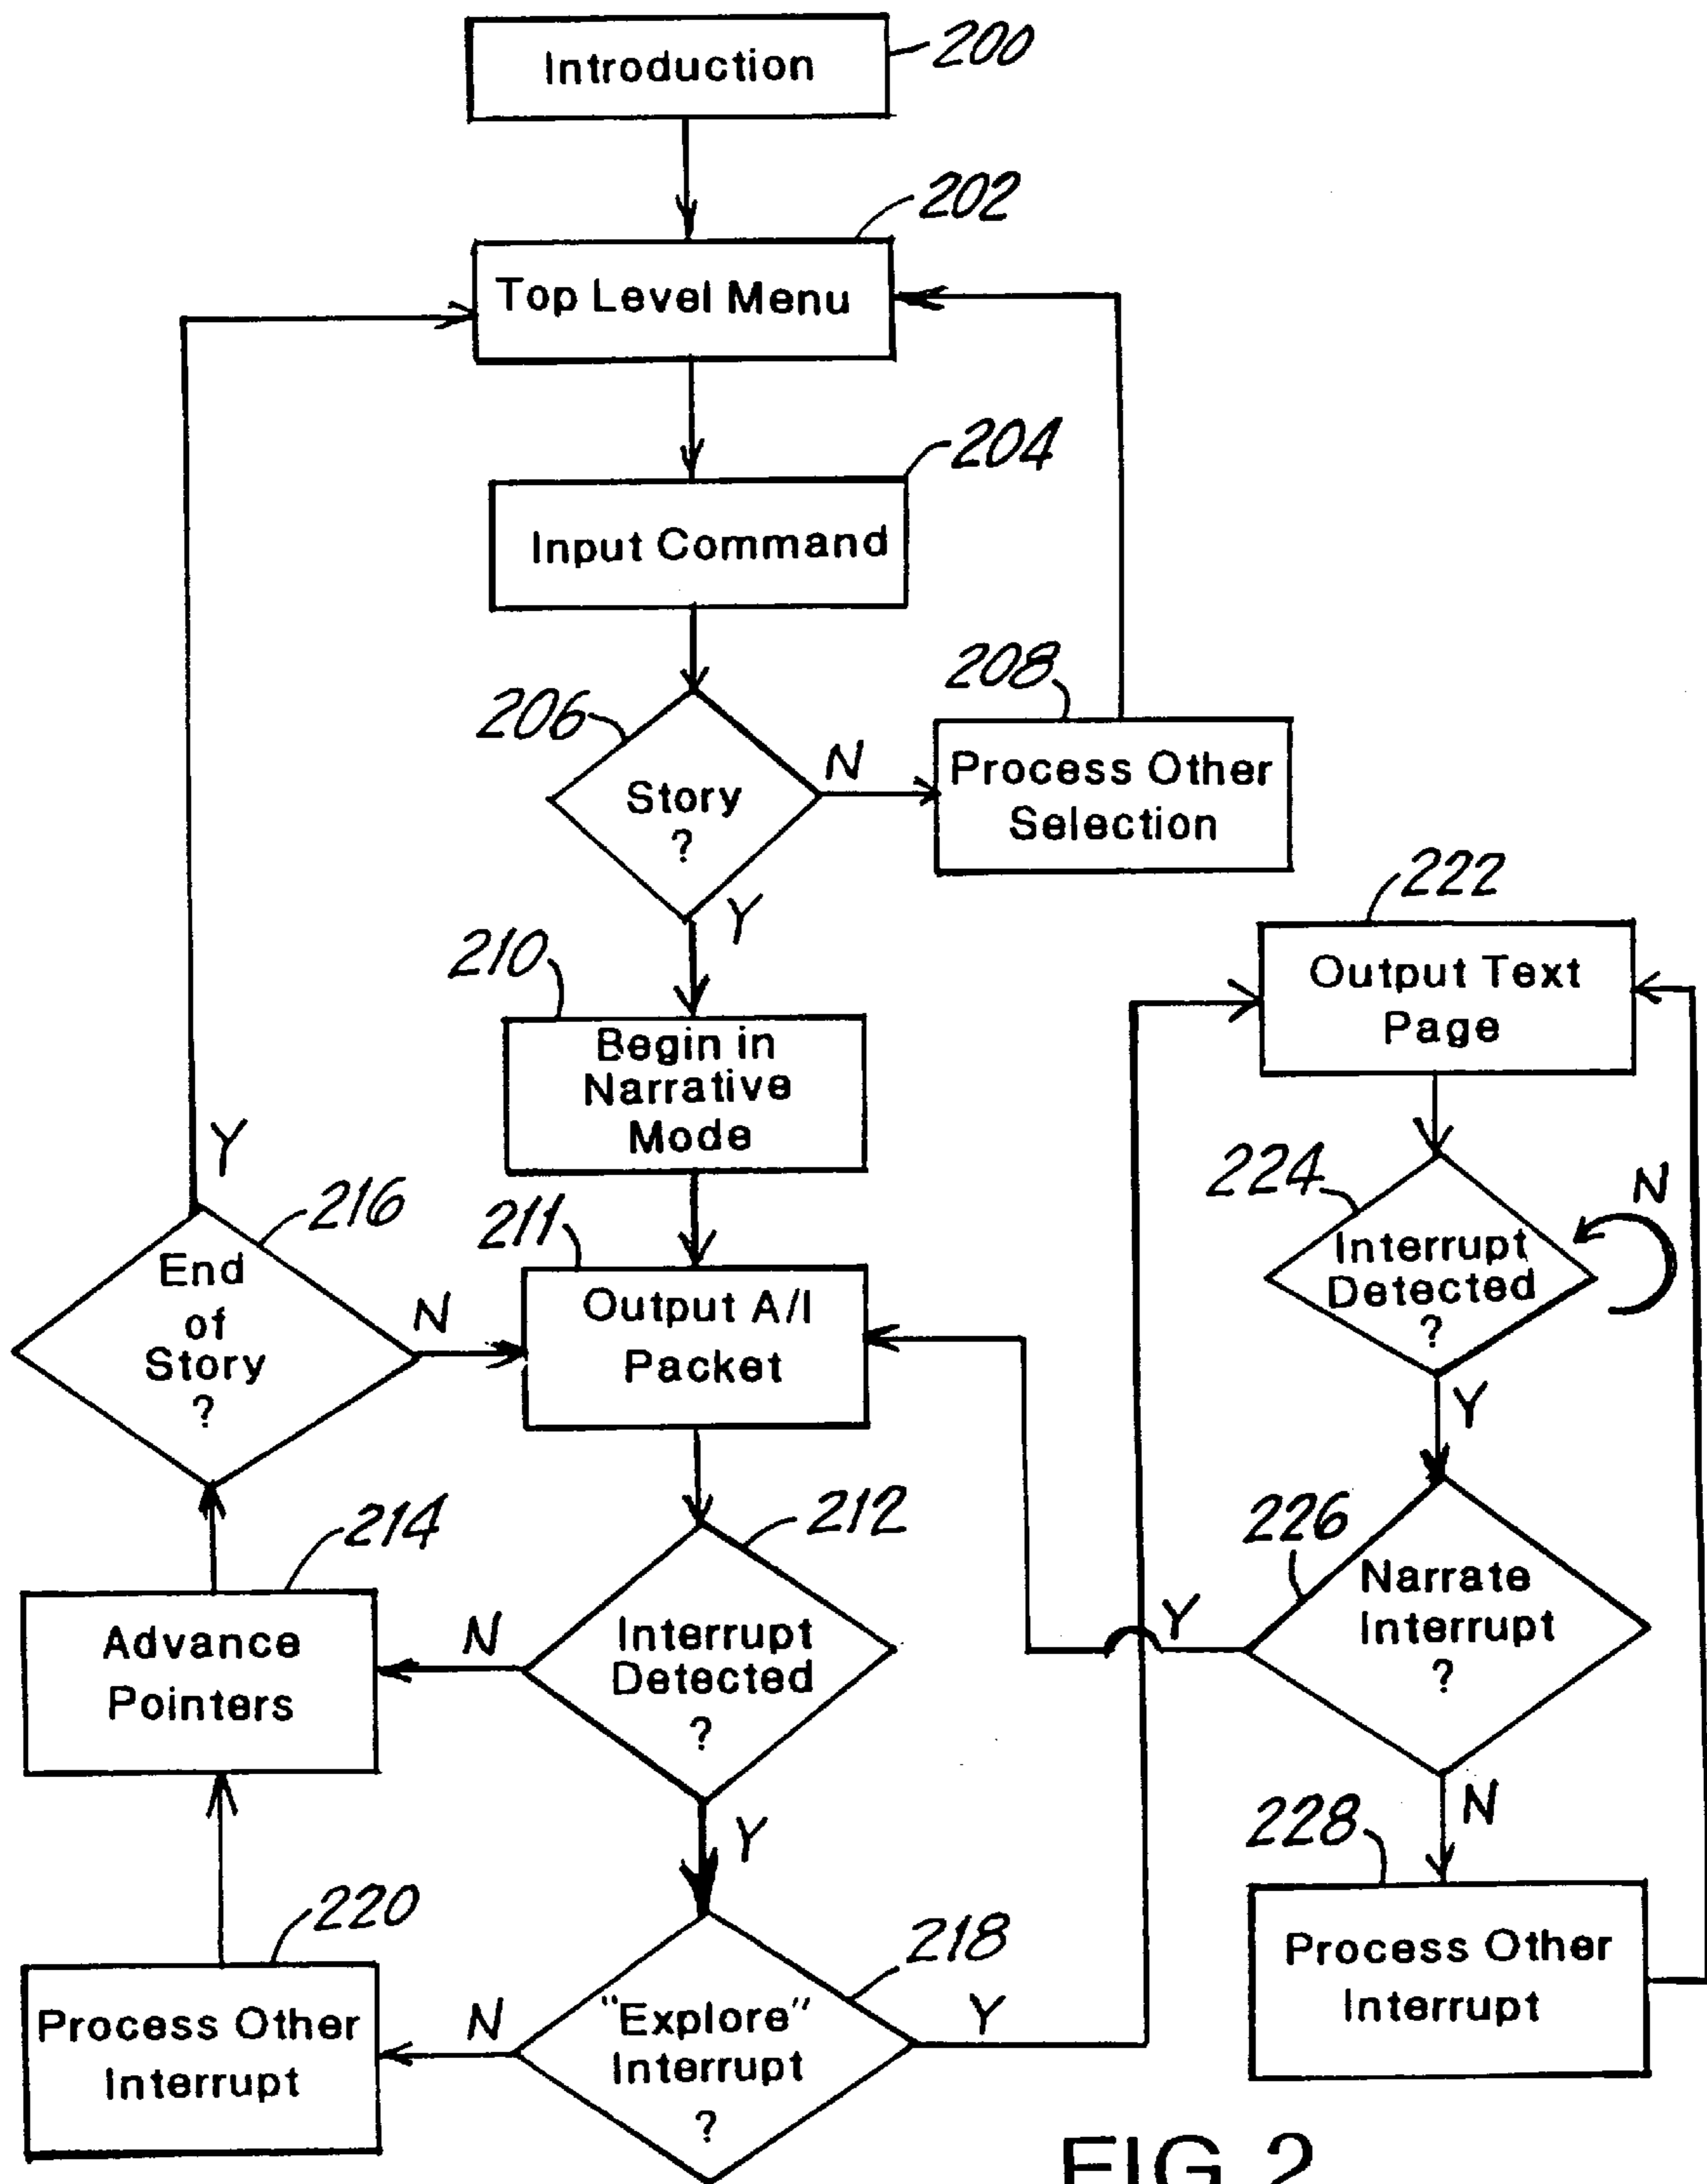 Introduction
200
202
Top Level Menu
204
Input Command
206
Story
?
N
Y
208
Process Other
Selection
210
Begin in
Narrative
Mode
211
Output A/I
Packet
216
End
of
Story
?
Y
N
214
Advance
Pointers
212
Interrupt
Detected
?
N
Y
220
Process Other
Interrupt
218
"Explore"
Interrupt
?
N
Y
222
Output Text
Page
224
Interrupt
Detected
?
N
Y
226
Narrate
Interrupt
?
Y
N
228
Process Other
Interrupt
FIG.2